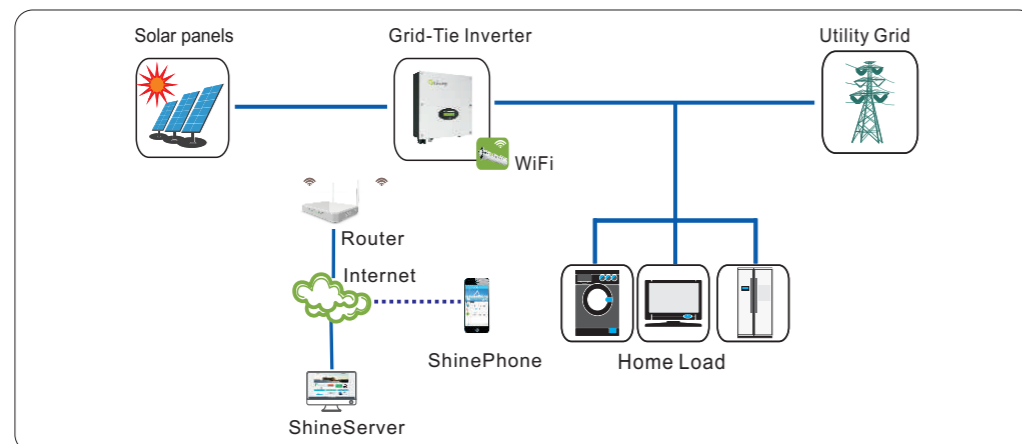 Solar panels
Grid-Tie Inverter
Utility Grid
WiFi
Router
Internet
ShinePhone
Home Load
ShineServer